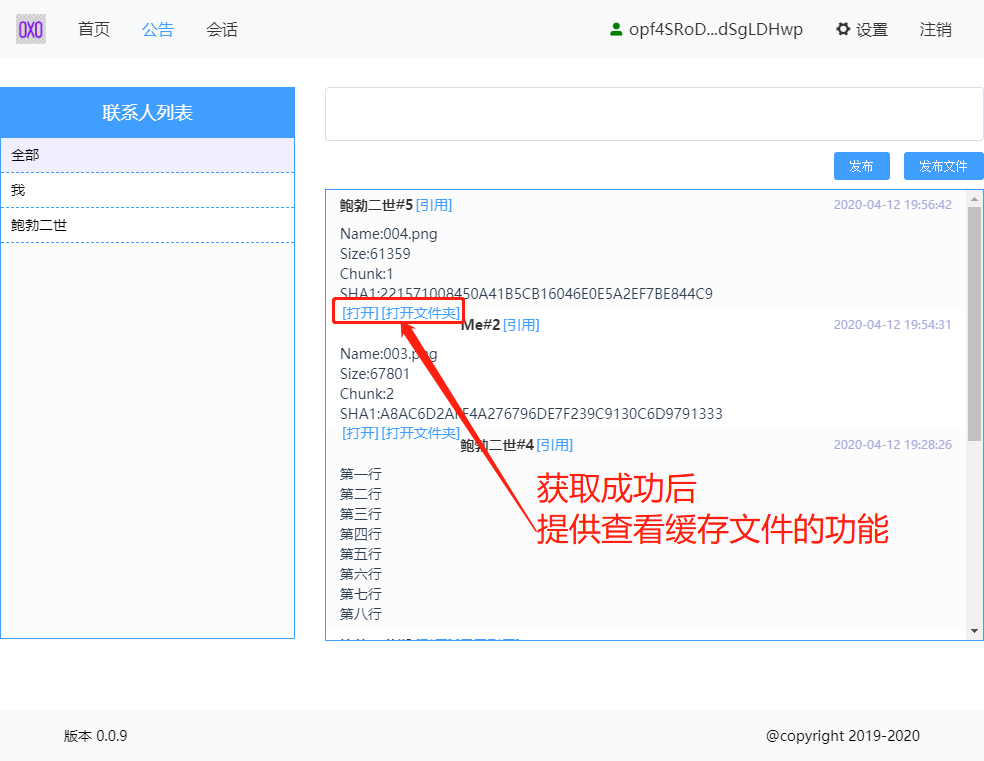 OXO 首页 公告 会话 opf4SRoD...dSgLDHwp 设置 注销
联系人列表
全部
我
鲍勃二世
发布 发布文件
鲍勃二世#5 [引用] 2020-04-12 19:56:42
Name:004.png
Size:61359
Chunk:1
SHA1:221571008450A41B5CB16046E0E5A2EF7BE844C9
[打开] [打开文件夹]
Me#2 [引用] 2020-04-12 19:54:31
Name:003.png
Size:67801
Chunk:2
SHA1:A8AC6D2AFE4A276796DE7F239C9130C6D9791333
[打开] [打开文件夹]
鲍勃二世#4 [引用] 2020-04-12 19:28:26
第一行
第二行
第三行
第四行
第五行
第六行
第七行
第八行
获取成功后
提供查看缓存文件的功能
版本 0.0.9 @copyright 2019-2020